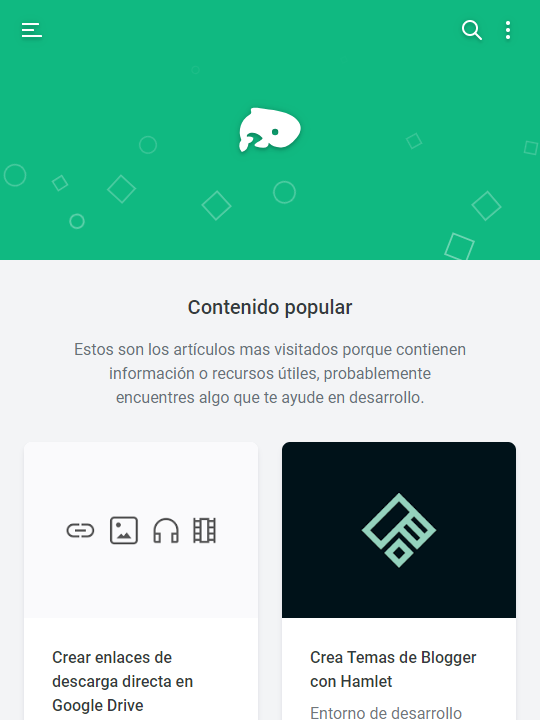 Contenido popular
Estos son los artículos mas visitados porque contienen
información o recursos útiles, probablemente
encuentres algo que te ayude en desarrollo.
Crear enlaces de
descarga directa en
Google Drive
Crea Temas de Blogger
con Hamlet
Entorno de desarrollo